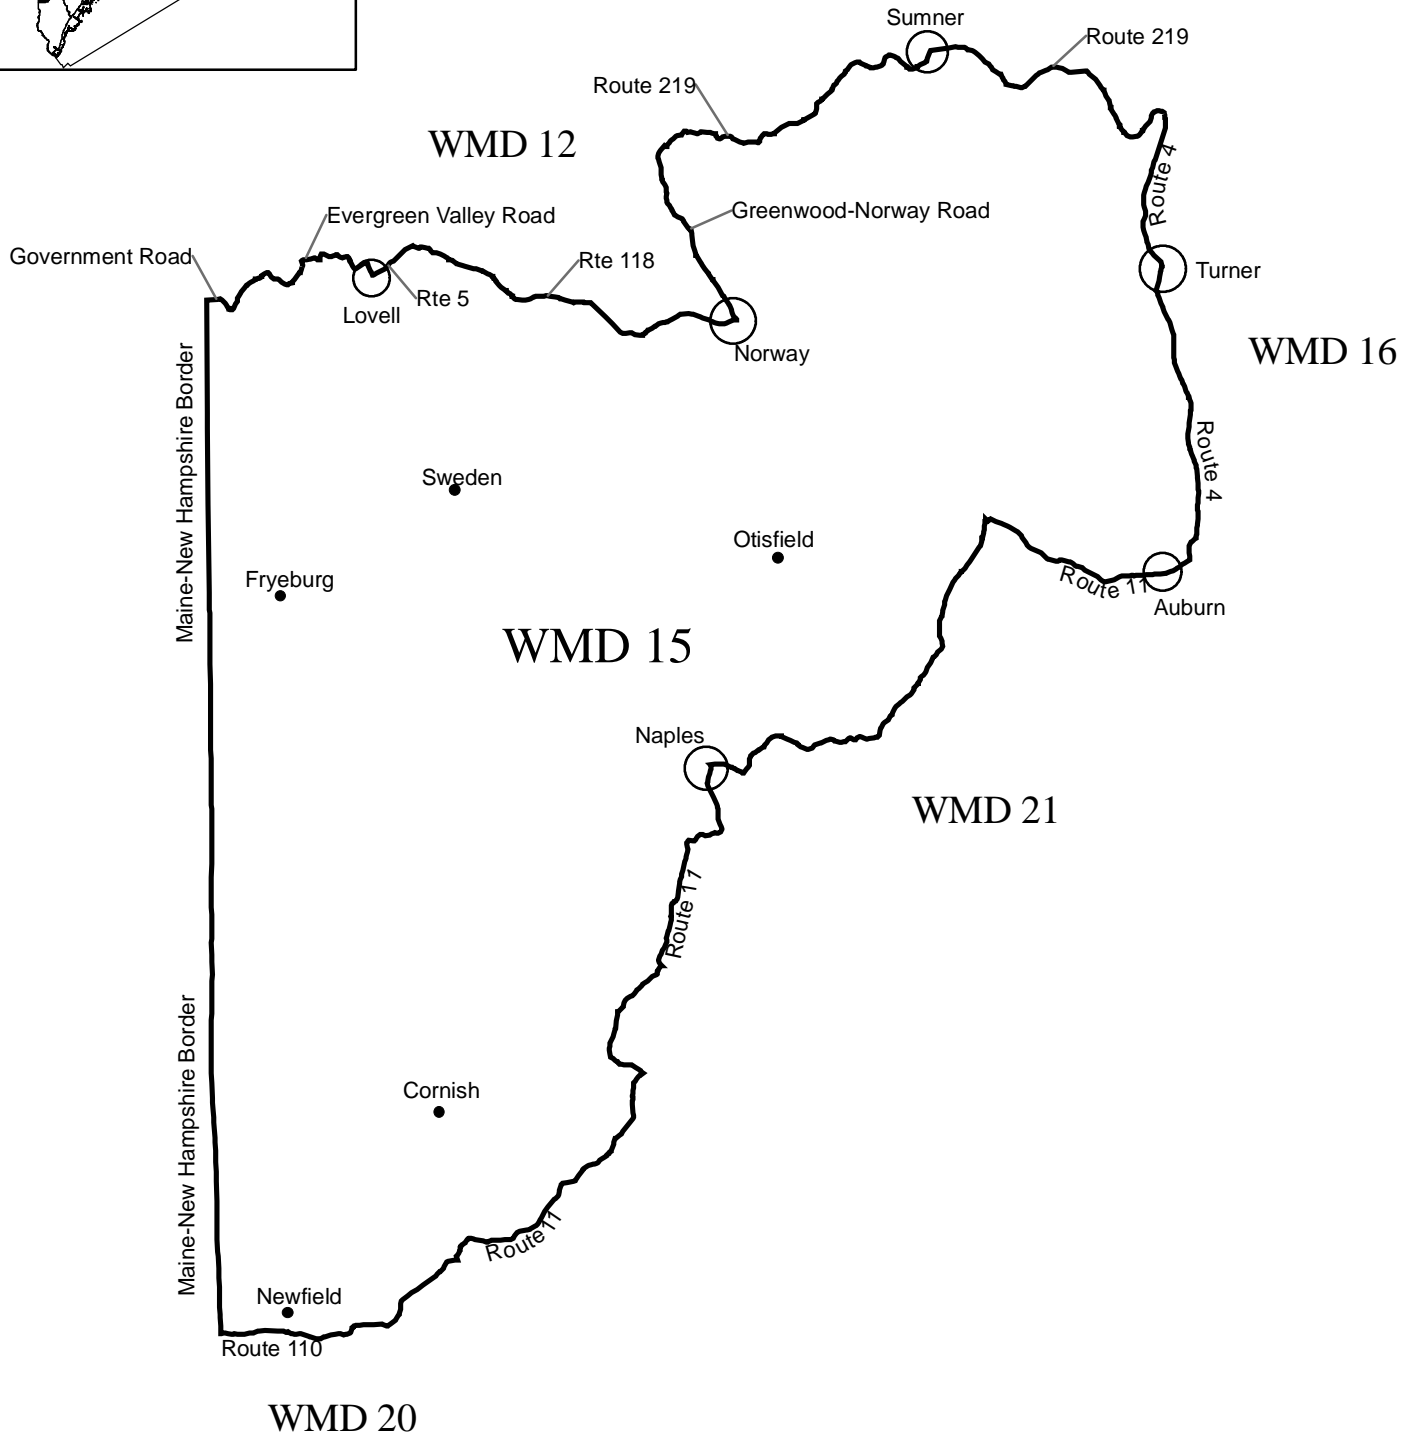 Sumner
Route 219
Route 219
WMD 12
Route 4
Greenwood-Norway Road
Evergreen Valley Road
Government Road
Rte 118
Turner
Rte 5
Lovell
Norway
WMD 16
Maine-New Hampshire Border
Route 4
Sweden
Otisfield
Fryeburg
Route 11
Auburn
WMD 15
Naples
WMD 21
Route 11
Maine-New Hampshire Border
Cornish
Route 11
Newfield
Route 110
WMD 20